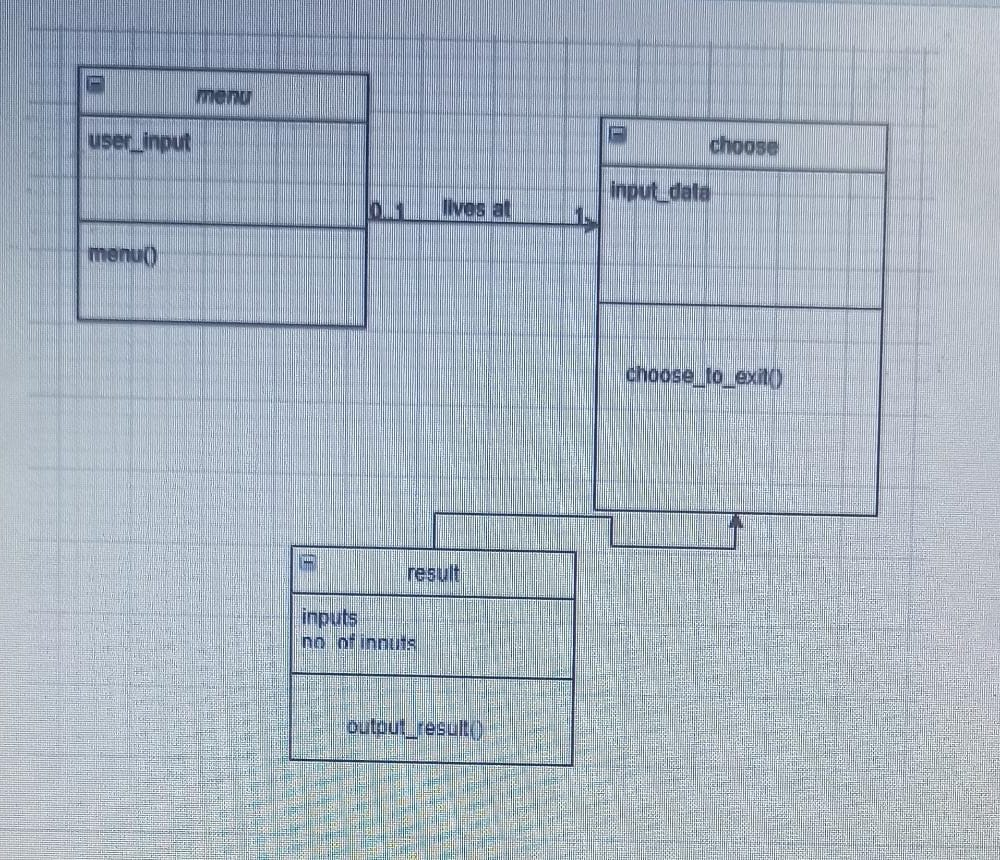 menu
user_input
menu()
0..1 lives at 1
choose
input_data
choose_to_exit()
result
inputs
no_of inputs
output_result()